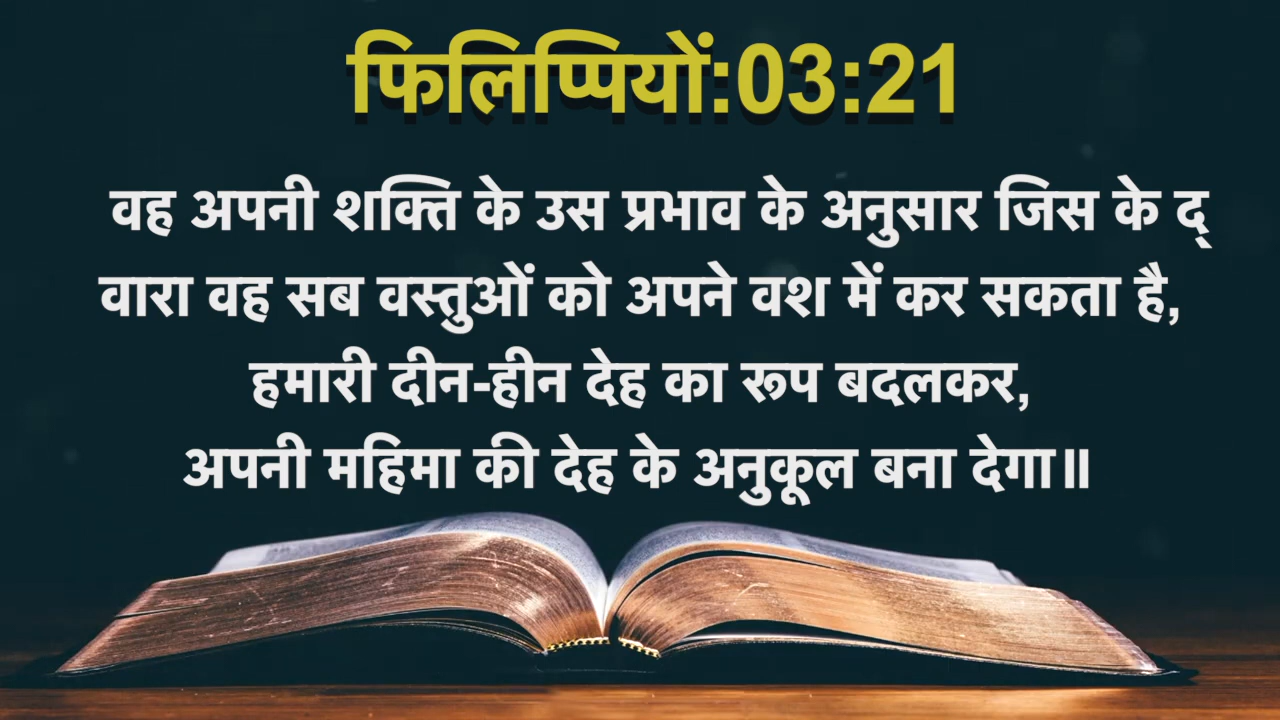 फिलिप्पियों:03:21
वह अपनी शक्ति के उस प्रभाव के अनुसार जिस के द्
वारा वह सब वस्तुओं को अपने वश में कर सकता है,
हमारी दीन-हीन देह का रूप बदलकर,
अपनी महिमा की देह के अनुकूल बना देगा॥